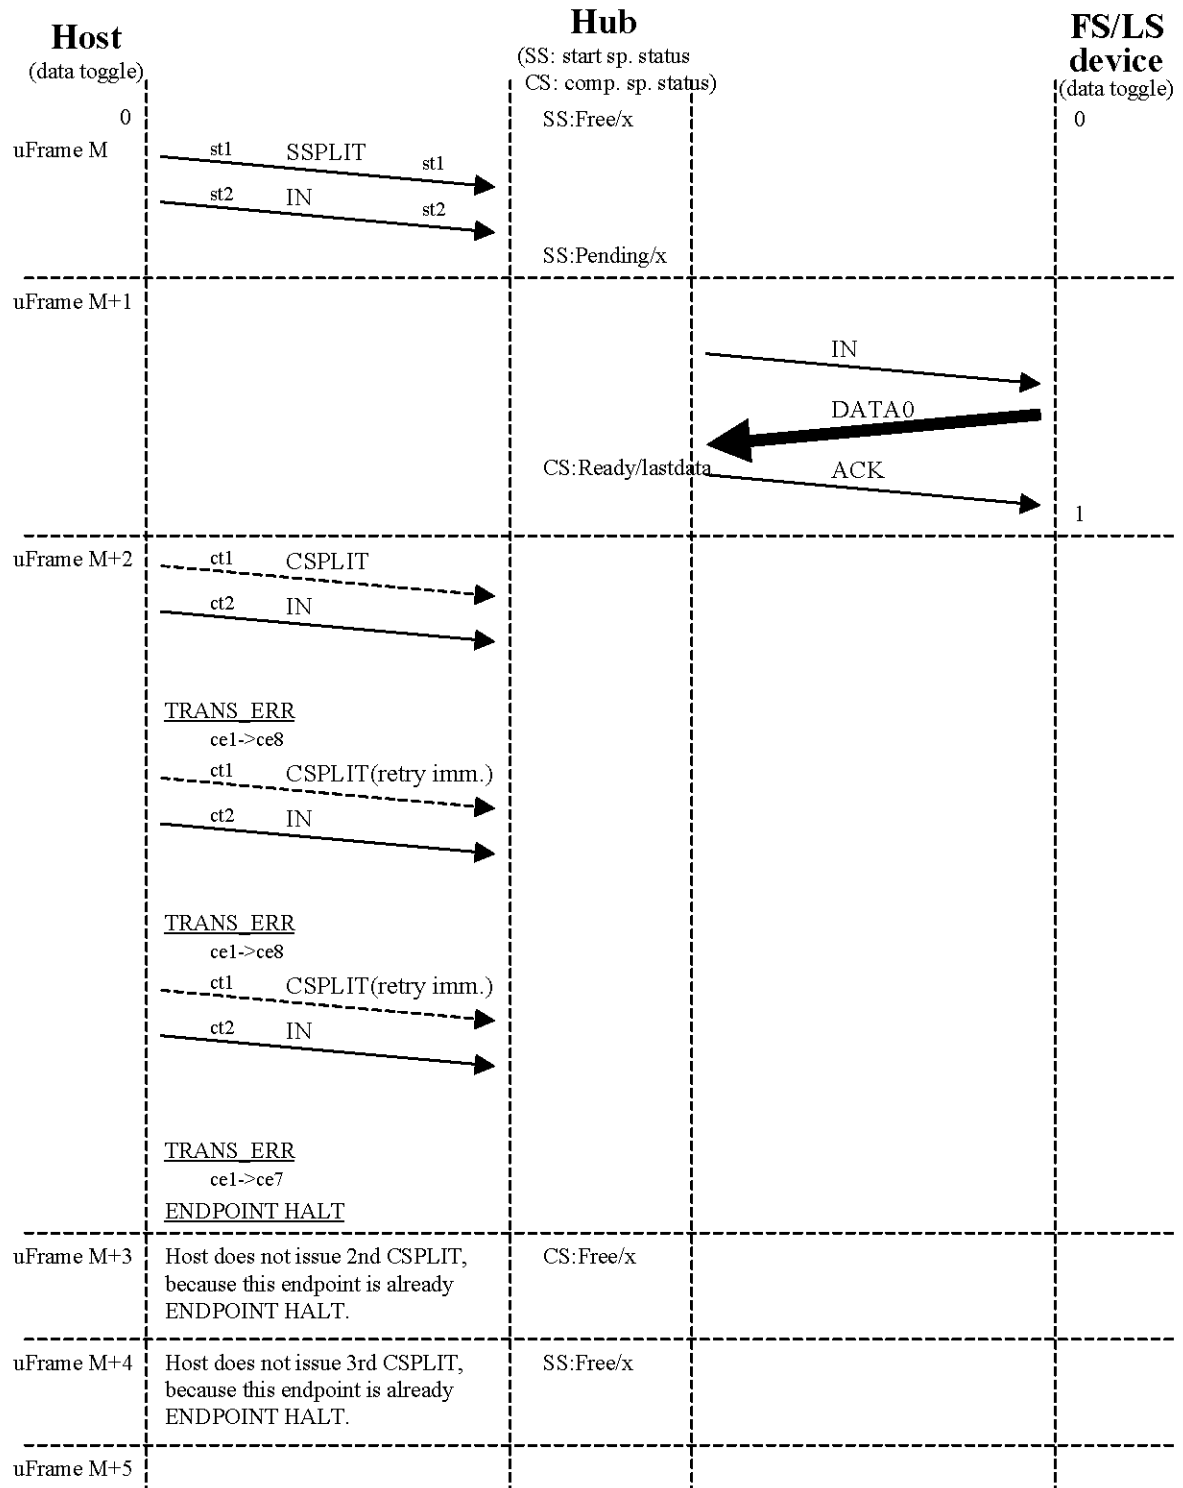 Host
(data toggle)
Hub
(SS: start sp. status
CS: comp. sp. status)
FS/LS
device
(data toggle)
0
SS:Free/x
0
uFrame M
st1
SSPLIT
st1
st2
IN
st2
SS:Pending/x
uFrame M+1
IN
DATA0
CS:Ready/lastdata
ACK
1
uFrame M+2
ct1
CSPLIT
ct2
IN
TRANS_ERR
ce1->ce8
ct1
CSPLIT(retry imm.)
ct2
IN
TRANS_ERR
ce1->ce8
ct1
CSPLIT(retry imm.)
ct2
IN
TRANS_ERR
ce1->ce7
ENDPOINT HALT
uFrame M+3
Host does not issue 2nd CSPLIT,
because this endpoint is already
ENDPOINT HALT.
CS:Free/x
uFrame M+4
Host does not issue 3rd CSPLIT,
because this endpoint is already
ENDPOINT HALT.
SS:Free/x
uFrame M+5